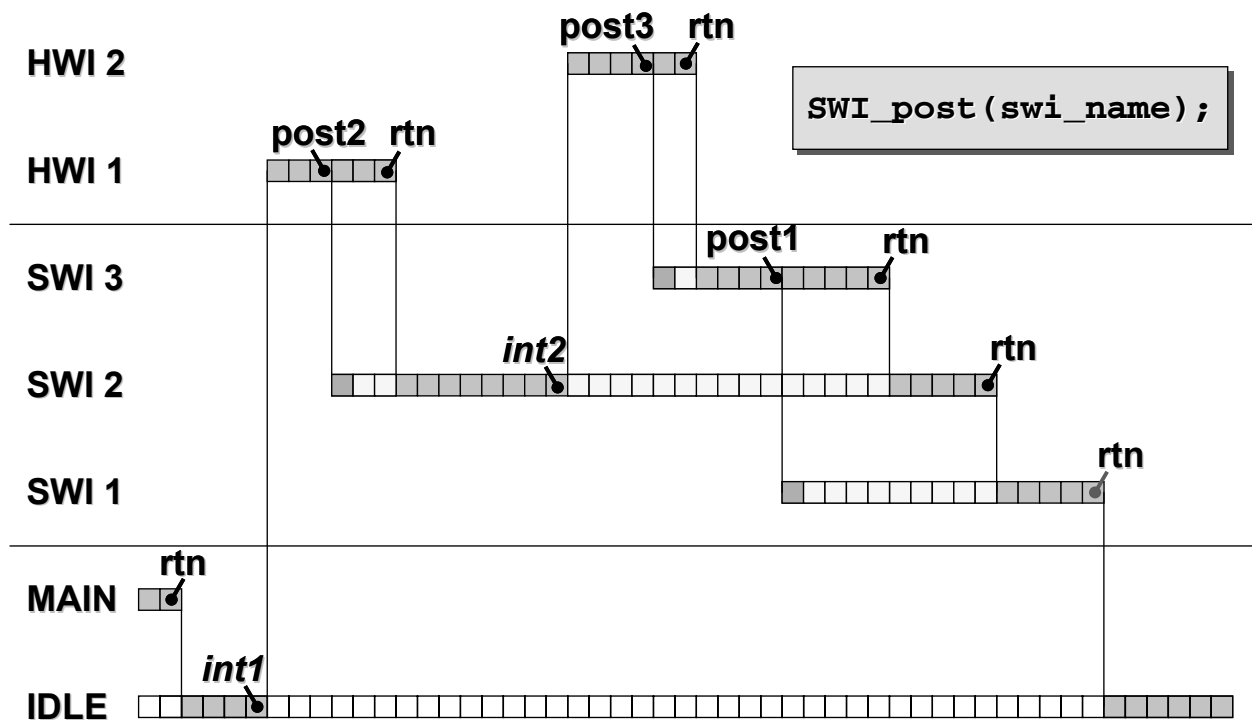 post3 rtn
HWI 2
SWI_post(swi_name);
post2 rtn
HWI 1
post1 rtn
SWI 3
int2 rtn
SWI 2
rtn
SWI 1
rtn
MAIN
int1
IDLE